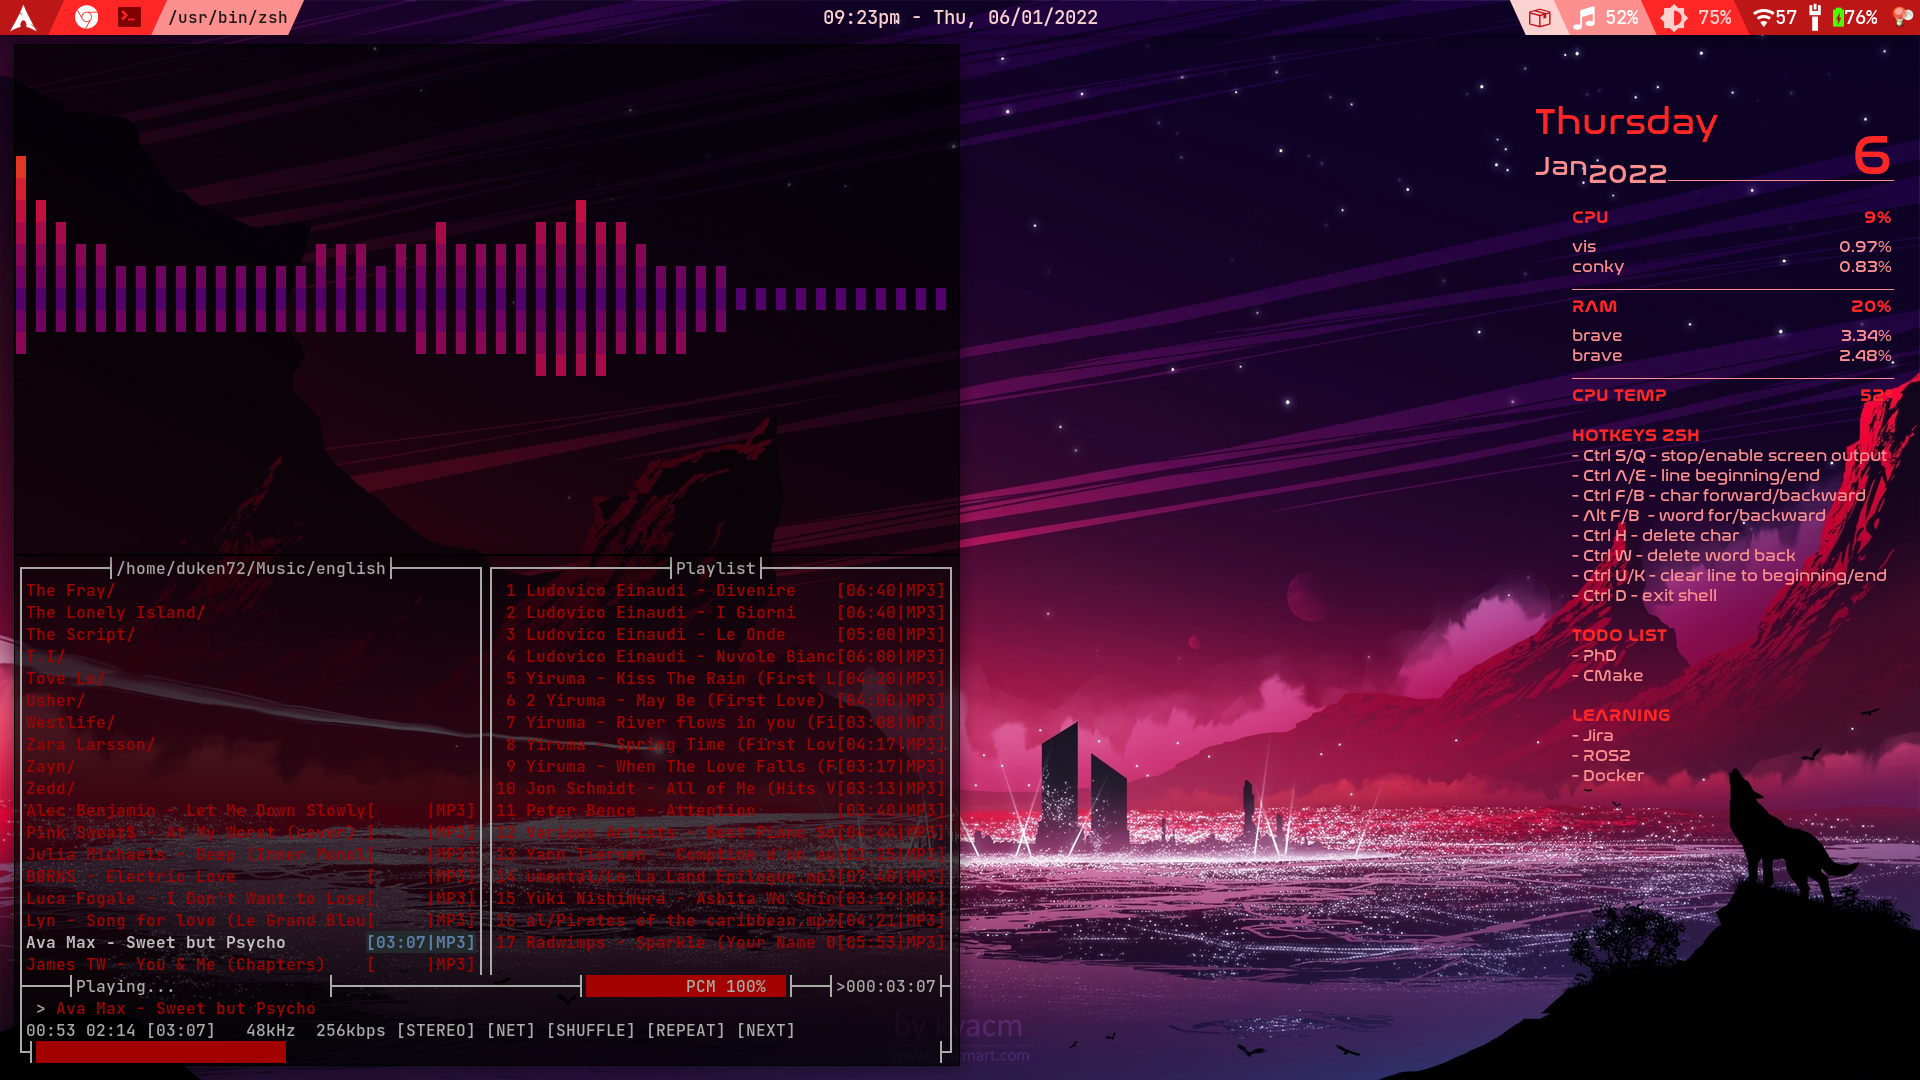 /usr/bin/zsh
09:23pm - Thu, 06/01/2022
52% 75% 57 76%
Thursday
6
Jan 2022
CPU 9%
vis 0.97%
conky 0.83%
RAM 20%
brave 3.34%
brave 2.48%
CPU TEMP 52°
HOTKEYS ZSH
- Ctrl S/Q - stop/enable screen output
- Ctrl A/E - line beginning/end
- Ctrl F/B - char forward/backward
- Alt F/B - word for/backward
- Ctrl H - delete char
- Ctrl W - delete word back
- Ctrl U/K - clear line to beginning/end
- Ctrl D - exit shell
TODO LIST
- PhD
- CMake
LEARNING
- Jira
- ROS2
- Docker
/home/duken72/Music/english
The Fray/
The Lonely Island/
The Script/
T.I/
Tove Lo/
Usher/
Westlife/
Zara Larsson/
Zayn/
Zedd/
Alec Benjamin - Let Me Down Slowly[ |MP3]
Pink Sweat$ - At My Worst (cover) [ |MP3]
Julia Michaels - Deep (Inner Monol[ |MP3]
BØRNS - Electric Love [ |MP3]
Luca Fogale - I Don't Want to Lose[ |MP3]
Lyn - Song for love (Le Grand Bleu[ |MP3]
Ava Max - Sweet but Psycho [03:07|MP3]
James TW - You & Me (Chapters) [ |MP3]
Playlist
1 Ludovico Einaudi - Divenire [06:40|MP3]
2 Ludovico Einaudi - I Giorni [06:40|MP3]
3 Ludovico Einaudi - Le Onde [05:00|MP3]
4 Ludovico Einaudi - Nuvole Bianc[06:00|MP3]
5 Yiruma - Kiss The Rain (First L[04:20|MP3]
6 2 Yiruma - May Be (First Love) [04:00|MP3]
7 Yiruma - River flows in you (Fi[03:08|MP3]
8 Yiruma - Spring Time (First Lov[04:17|MP3]
9 Yiruma - When The Love Falls (F[03:17|MP3]
10 Jon Schmidt - All of Me (Hits V[03:13|MP3]
11 Peter Bence - Attention [03:40|MP3]
12 Various Artists - Best Piano So[04:44|MP3]
13 Yann Tiersen - Comptine d'un au[02:25|MP3]
14 umental/La La Land Epilogue.mp3[07:40|MP3]
15 Yuki Nishimura - Ashita Wo Shin[03:19|MP3]
16 al/Pirates of the caribbean.mp3[04:21|MP3]
17 Radwimps - Sparkle (Your Name O[05:53|MP3]
Playing... PCM 100% >000:03:07
> Ava Max - Sweet but Psycho
00:53 02:14 [03:07] 48kHz 256kbps [STEREO] [NET] [SHUFFLE] [REPEAT] [NEXT]